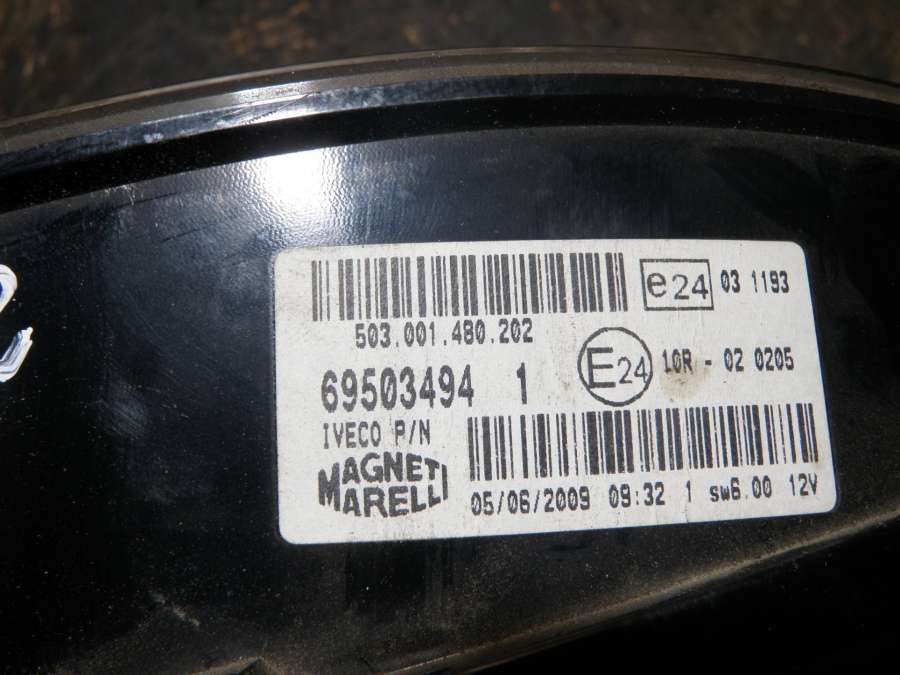 503.001.480.202
e24 03 1193
69503494 1
E24 10R - 02 0205
IVECO P/N
MAGNETI MARELLI
05/06/2009 09:32 1 sw6.00 12V